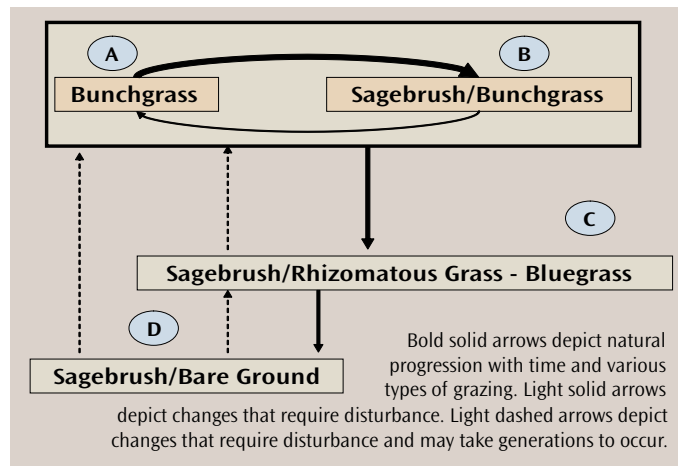 A
B
Bunchgrass
Sagebrush/Bunchgrass
C
Sagebrush/Rhizomatous Grass - Bluegrass
D
Sagebrush/Bare Ground
Bold solid arrows depict natural
progression with time and various
types of grazing. Light solid arrows
depict changes that require disturbance. Light dashed arrows depict
changes that require disturbance and may take generations to occur.